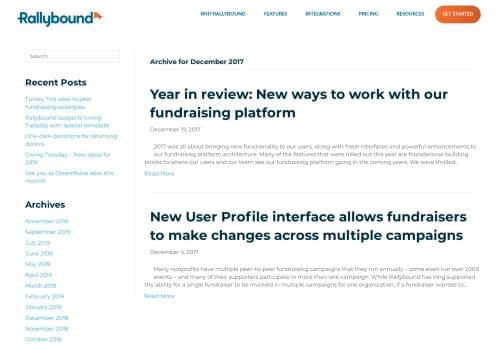 Rallybound
WHY RALLYBOUND
FEATURES
INTEGRATIONS
PRICING
RESOURCES
GET STARTED
Search
Recent Posts
Turkey Trot peer to peer
fundraising examples
Rallybound supports Giving
Tuesday with special template
One-click donations for returning
donors
Giving Tuesday – New ideas for
2019
See you at Dreamforce later this
month!
Archives
November 2019
September 2019
July 2019
June 2019
May 2019
April 2019
March 2019
February 2019
January 2019
December 2018
November 2018
October 2018
Archive for December 2017
Year in review: New ways to work with our
fundraising platform
December 19, 2017
2017 was all about bringing new functionality to our users, along with fresh interfaces and powerful enhancements to
our fundraising platform architecture. Many of the features that were rolled out this year are foundational building
blocks to where our users and our team see our fundraising platform going in the coming years. We were thrilled...
Read More
New User Profile interface allows fundraisers
to make changes across multiple campaigns
December 5, 2017
Many nonprofits have multiple peer-to-peer fundraising campaigns that they run annually – some even run over 1,000
events – and many of their supporters participate in more than one campaign. While Rallybound has long supported
the ability for a single fundraiser to be involved in multiple campaigns for one organization, if a fundraiser wanted to...
Read More